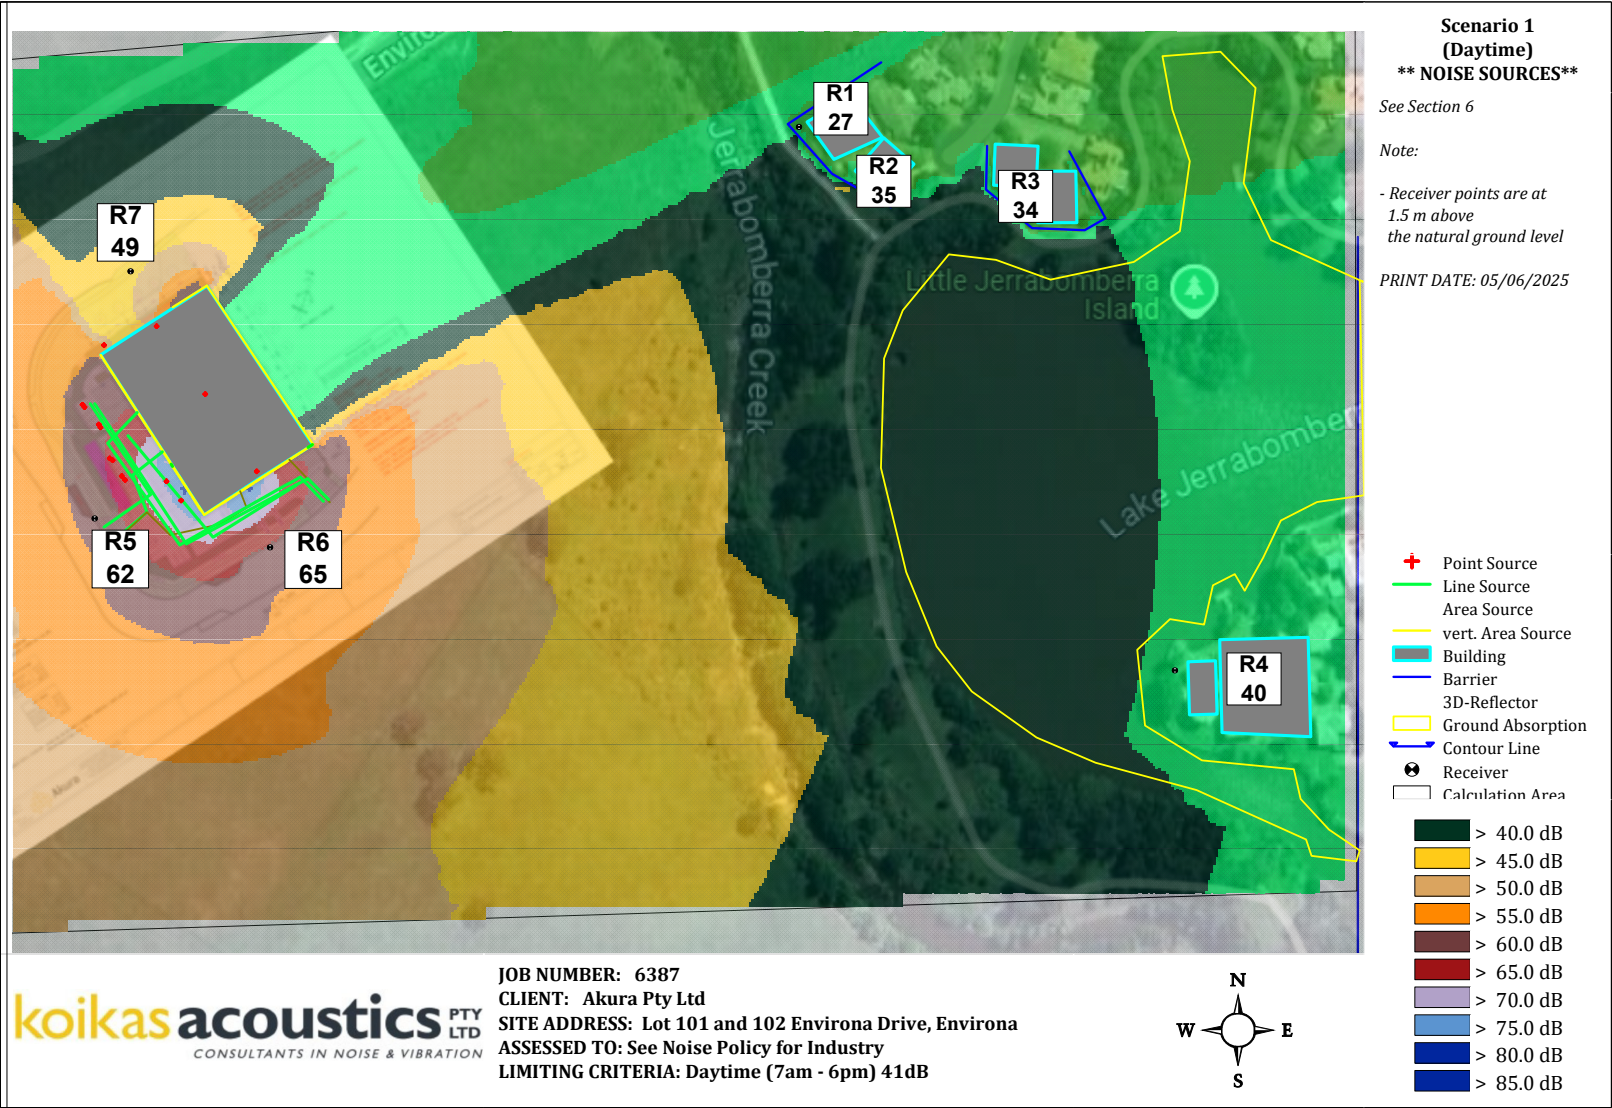 Scenario 1
(Daytime)
** NOISE SOURCES**
See Section 6
Note:
- Receiver points are at
1.5 m above
the natural ground level
PRINT DATE: 05/06/2025
Enviro
R1
27
R2
35
R3
34
R7
49
Jerrabomberra Creek
Little Jerrabomberra
Island
Lake Jerrabomber
R5
62
R6
65
R4
40
Akura
Point Source
Line Source
Area Source
vert. Area Source
Building
Barrier
3D-Reflector
Ground Absorption
Contour Line
Receiver
Calculation Area
> 40.0 dB
> 45.0 dB
> 50.0 dB
> 55.0 dB
> 60.0 dB
> 65.0 dB
> 70.0 dB
> 75.0 dB
> 80.0 dB
> 85.0 dB
koikas acoustics PTY LTD
CONSULTANTS IN NOISE & VIBRATION
JOB NUMBER: 6387
CLIENT: Akura Pty Ltd
SITE ADDRESS: Lot 101 and 102 Environa Drive, Environa
ASSESSED TO: See Noise Policy for Industry
LIMITING CRITERIA: Daytime (7am - 6pm) 41dB
N
W E
S